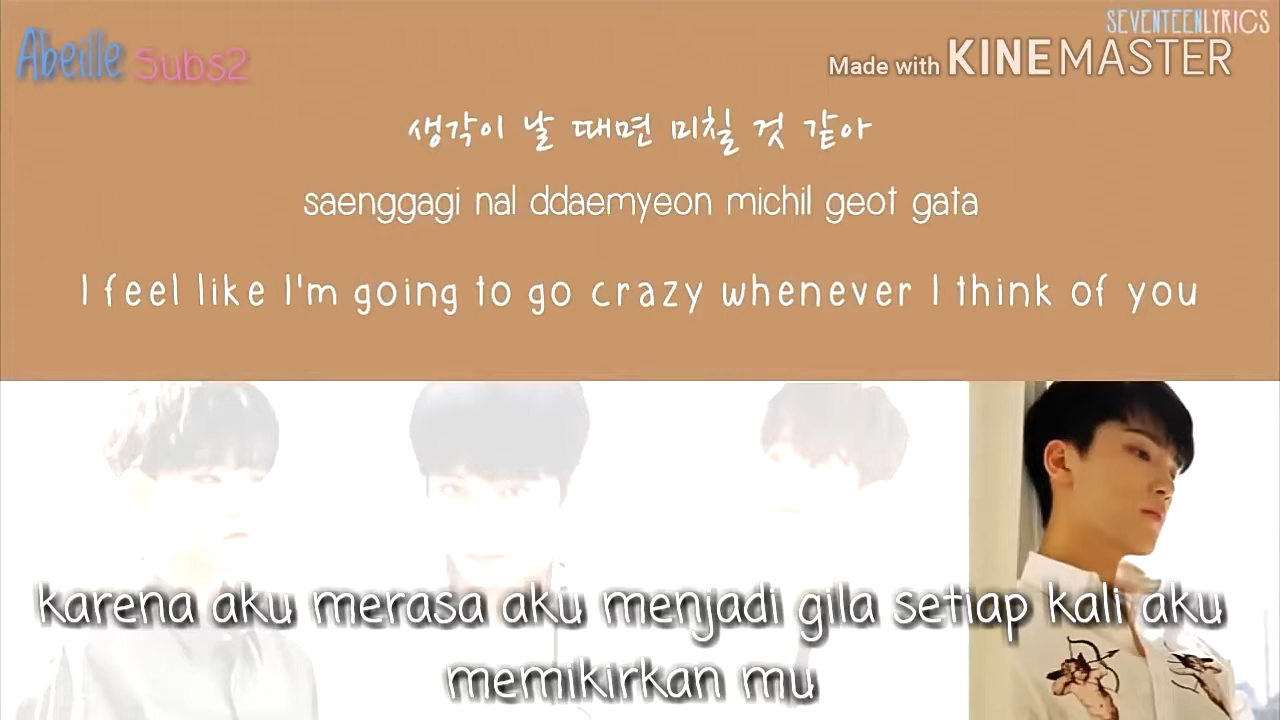 SEVENTEENLYRICS
Abeille Subs2
Made with KINEMASTER
생각이 날 때면 미칠 것 같아
saenggagi nal ddaemyeon michil geot gata
I feel like I'm going to go crazy whenever I think of you
karena aku merasa aku menjadi gila setiap kali aku
memikirkan mu